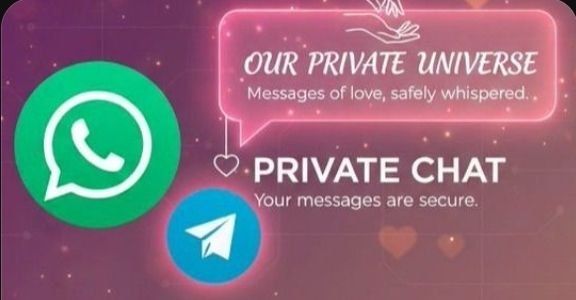 OUR PRIVATE UNIVERSE
Messages of love, safely whispered.
PRIVATE CHAT
Your messages are secure.